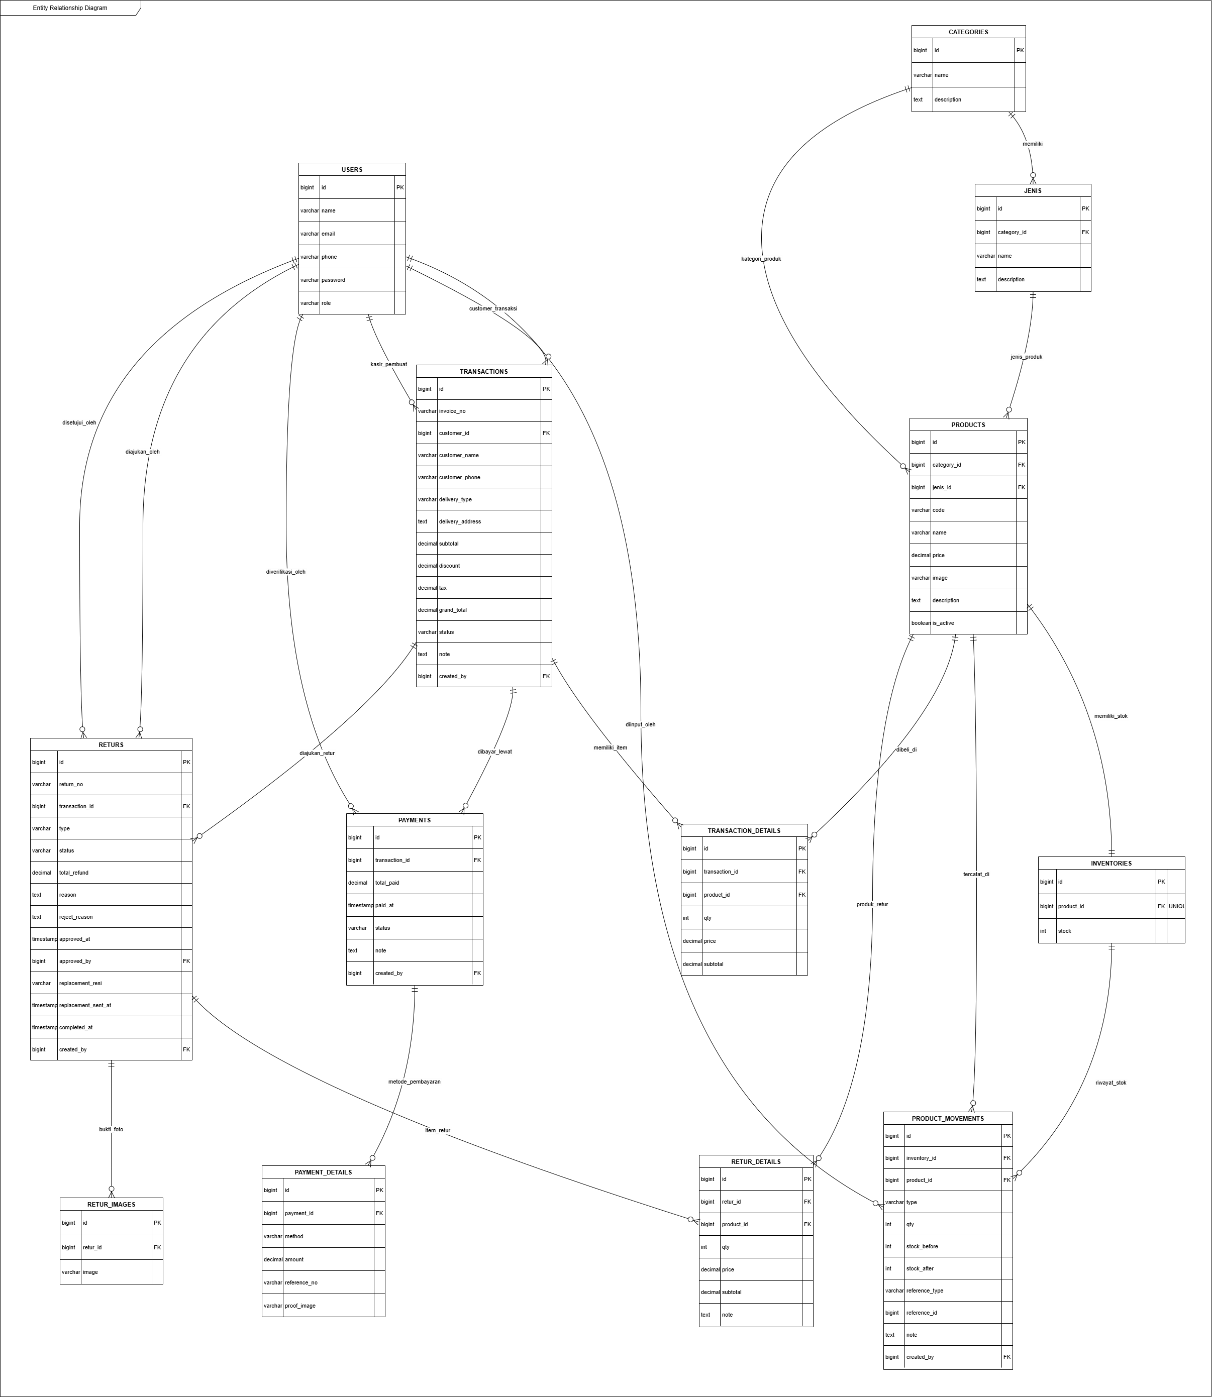 Entity Relationship Diagram
CATEGORIES
bigint id PK
varchar name
text description
memiliki
kategori_produk
JENIS
bigint id PK
bigint category_id FK
varchar name
text description
jenis_produk
USERS
bigint id PK
varchar name
varchar email
varchar phone
varchar password
varchar role
customer_transaksi
kasir_pembuat
disetujui_oleh
diajukan_oleh
diverifikasi_oleh
TRANSACTIONS
bigint id PK
varchar invoice_no
bigint customer_id FK
varchar customer_name
varchar customer_phone
varchar delivery_type
text delivery_address
decimal subtotal
decimal discount
decimal tax
decimal grand_total
varchar status
text note
bigint created_by FK
PRODUCTS
bigint id PK
bigint category_id FK
bigint jenis_id FK
varchar code
varchar name
decimal price
varchar image
text description
boolean is_active
diajukan_retur
dibayar_lewat
memiliki_item
diinput_oleh
dibeli_di
memiliki_stok
RETURS
bigint id PK
varchar return_no
bigint transaction_id FK
varchar type
varchar status
decimal total_refund
text reason
text reject_reason
timestamp approved_at
bigint approved_by FK
varchar replacement_resi
timestamp replacement_sent_at
timestamp completed_at
bigint created_by FK
PAYMENTS
bigint id PK
bigint transaction_id FK
decimal total_paid
timestamp paid_at
varchar status
text note
bigint created_by FK
TRANSACTION_DETAILS
bigint id PK
bigint transaction_id FK
bigint product_id FK
int qty
decimal price
decimal subtotal
produk_retur
tercatat_di
INVENTORIES
bigint id PK
bigint product_id FK
int stock
riwayat_stok
metode_pembayaran
bukti_foto
item_retur
RETUR_IMAGES
bigint id PK
bigint retur_id FK
varchar image
PAYMENT_DETAILS
bigint id PK
bigint payment_id FK
varchar method
decimal amount
varchar reference_no
varchar proof_image
RETUR_DETAILS
bigint id PK
bigint retur_id FK
bigint product_id FK
int qty
decimal price
decimal subtotal
text note
PRODUCT_MOVEMENTS
bigint id PK
bigint inventory_id FK
bigint product_id FK
varchar type
int qty
int stock_before
int stock_after
varchar reference_type
bigint reference_id
text note
bigint created_by FK